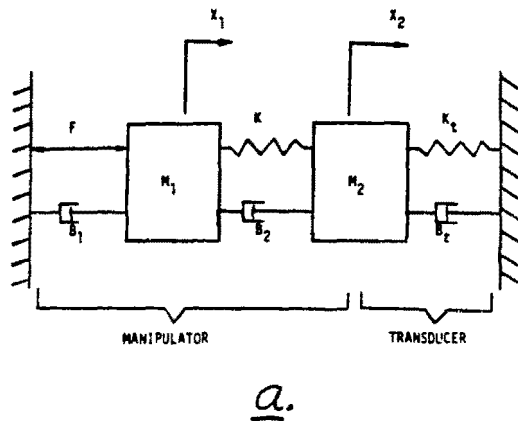 X1 X2
F K Kt
M1 M2
B1 B2 Bt
MANIPULATOR TRANSDUCER
a.